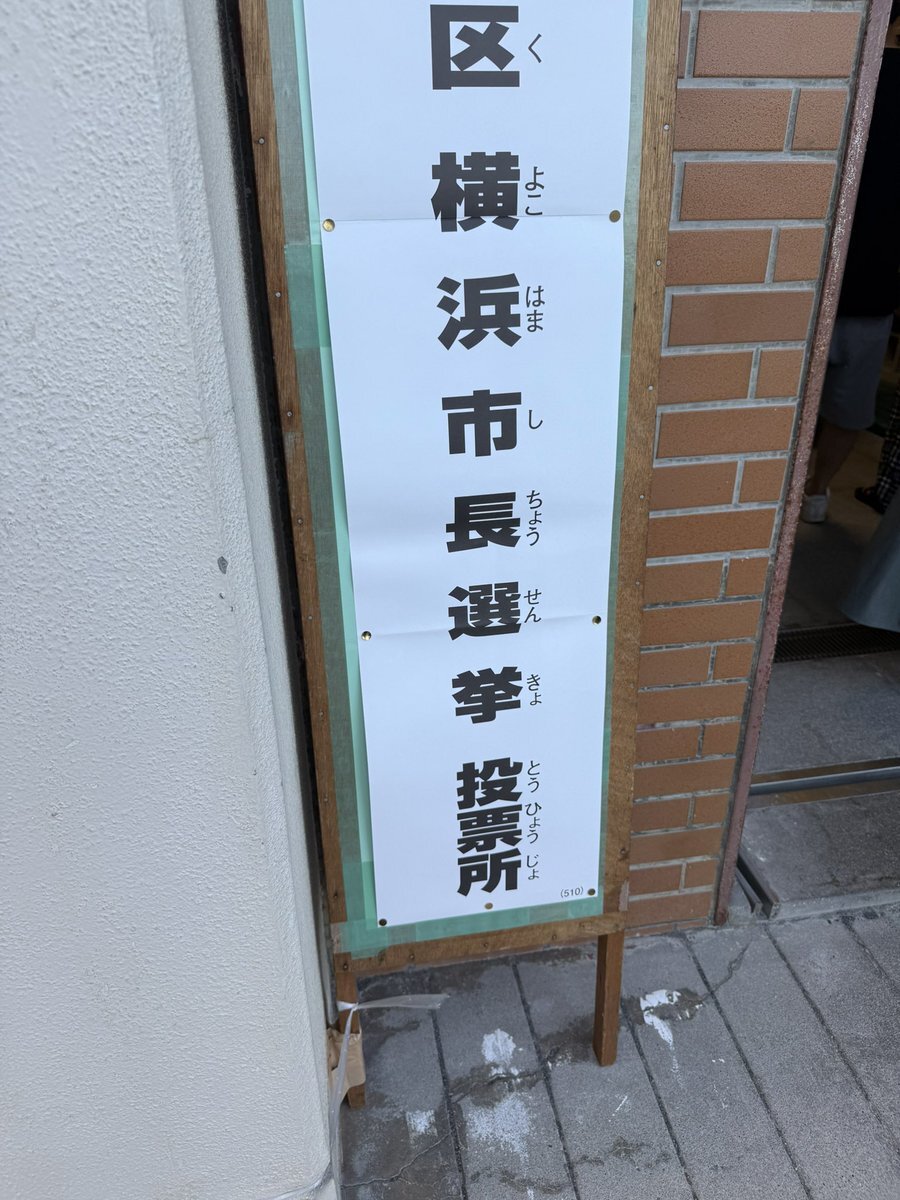 区横浜市長選挙投票所
く よこ はま し ちょう せん きょ とう ひょう じょ
(510)